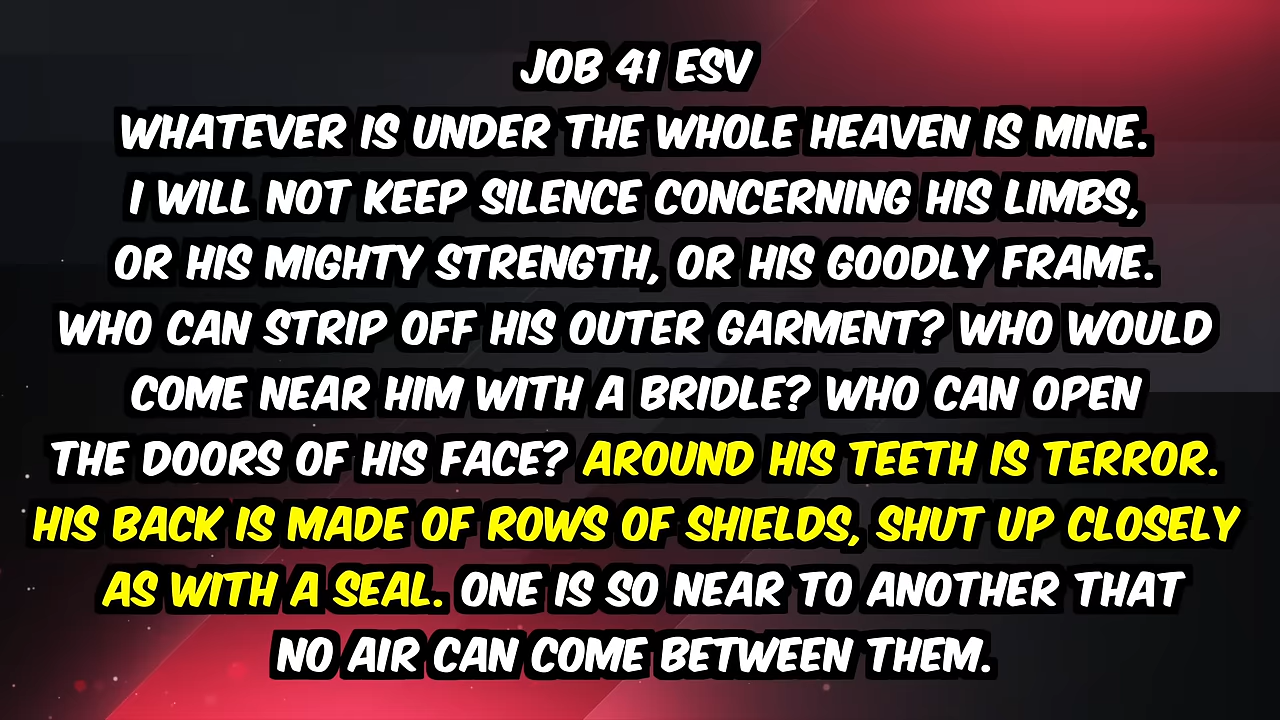 JOB 41 ESV
WHATEVER IS UNDER THE WHOLE HEAVEN IS MINE.
I WILL NOT KEEP SILENCE CONCERNING HIS LIMBS,
OR HIS MIGHTY STRENGTH, OR HIS GOODLY FRAME.
WHO CAN STRIP OFF HIS OUTER GARMENT? WHO WOULD
COME NEAR HIM WITH A BRIDLE? WHO CAN OPEN
THE DOORS OF HIS FACE? AROUND HIS TEETH IS TERROR.
HIS BACK IS MADE OF ROWS OF SHIELDS, SHUT UP CLOSELY
AS WITH A SEAL. ONE IS SO NEAR TO ANOTHER THAT
NO AIR CAN COME BETWEEN THEM.